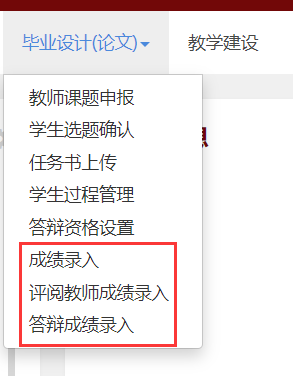 毕业设计(论文) 教学建设
教师课题申报
学生选题确认
任务书上传
学生过程管理
答辩资格设置
成绩录入
评阅教师成绩录入
答辩成绩录入